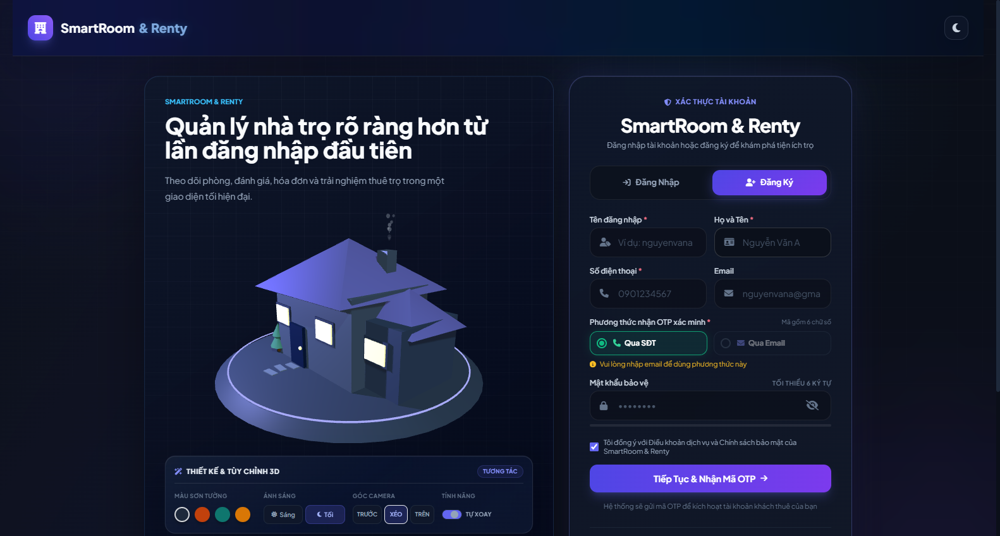 SmartRoom & Renty
SMARTROOM & RENTY
Quản lý nhà trọ rõ ràng hơn từ
lần đăng nhập đầu tiên
Theo dõi phòng, đánh giá, hóa đơn và trải nghiệm thuê trọ trong một
giao diện tối hiện đại.
THIẾT KẾ & TÙY CHỈNH 3D
TƯƠNG TÁC
MÀU SƠN TƯỜNG
ÁNH SÁNG
GÓC CAMERA
TÍNH NĂNG
Sáng
Tối
TRƯỚC
XÉO
TRÊN
TỰ XOAY
XÁC THỰC TÀI KHOẢN
SmartRoom & Renty
Đăng nhập tài khoản hoặc đăng ký để khám phá tiện ích trọ
Đăng Nhập
Đăng Ký
Tên đăng nhập *
Họ và Tên *
Ví dụ: nguyenvana
Nguyễn Văn A
Số điện thoại *
Email
0901234567
nguyenvana@gma
Phương thức nhận OTP xác minh *
Mã gồm 6 chữ số
Qua SĐT
Qua Email
Vui lòng nhập email để dùng phương thức này
Mật khẩu bảo vệ
TỐI THIỂU 6 KÝ TỰ
••••••••
Tôi đồng ý với Điều khoản dịch vụ và Chính sách bảo mật của
SmartRoom & Renty
Tiếp Tục & Nhận Mã OTP →
Hệ thống sẽ gửi mã OTP để kích hoạt tài khoản khách thuê của bạn